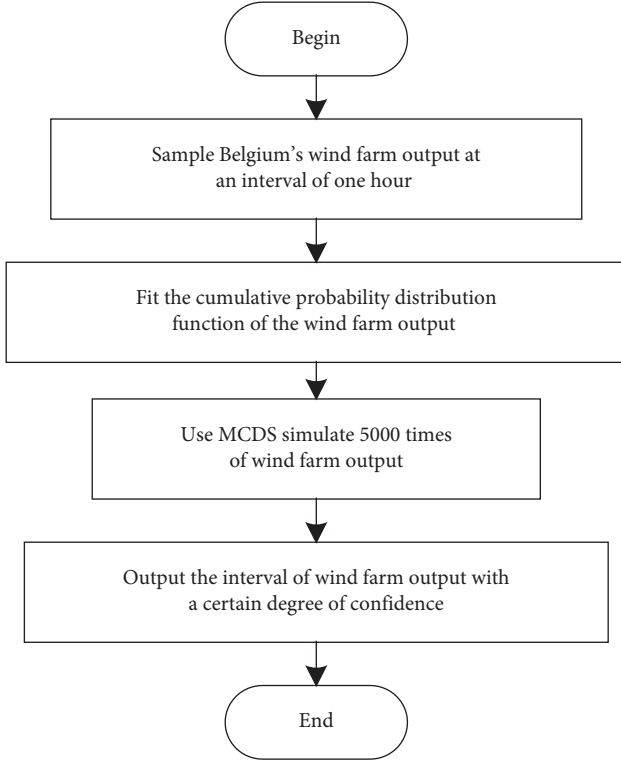 Begin
Sample Belgium's wind farm output at
an interval of one hour
Fit the cumulative probability distribution
function of the wind farm output
Use MCDS simulate 5000 times
of wind farm output
Output the interval of wind farm output with
a certain degree of confidence
End